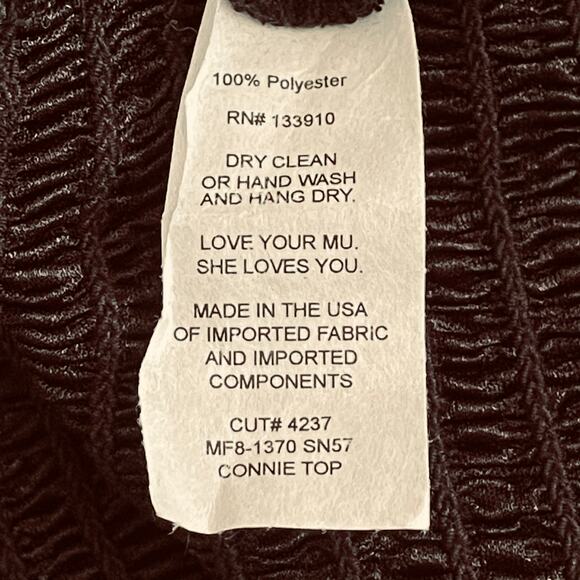 100% Polyester
RN# 133910
DRY CLEAN
OR HAND WASH
AND HANG DRY.
LOVE YOUR MU.
SHE LOVES YOU.
MADE IN THE USA
OF IMPORTED FABRIC
AND IMPORTED
COMPONENTS
CUT# 4237
MF8-1370 SN57
CONNIE TOP